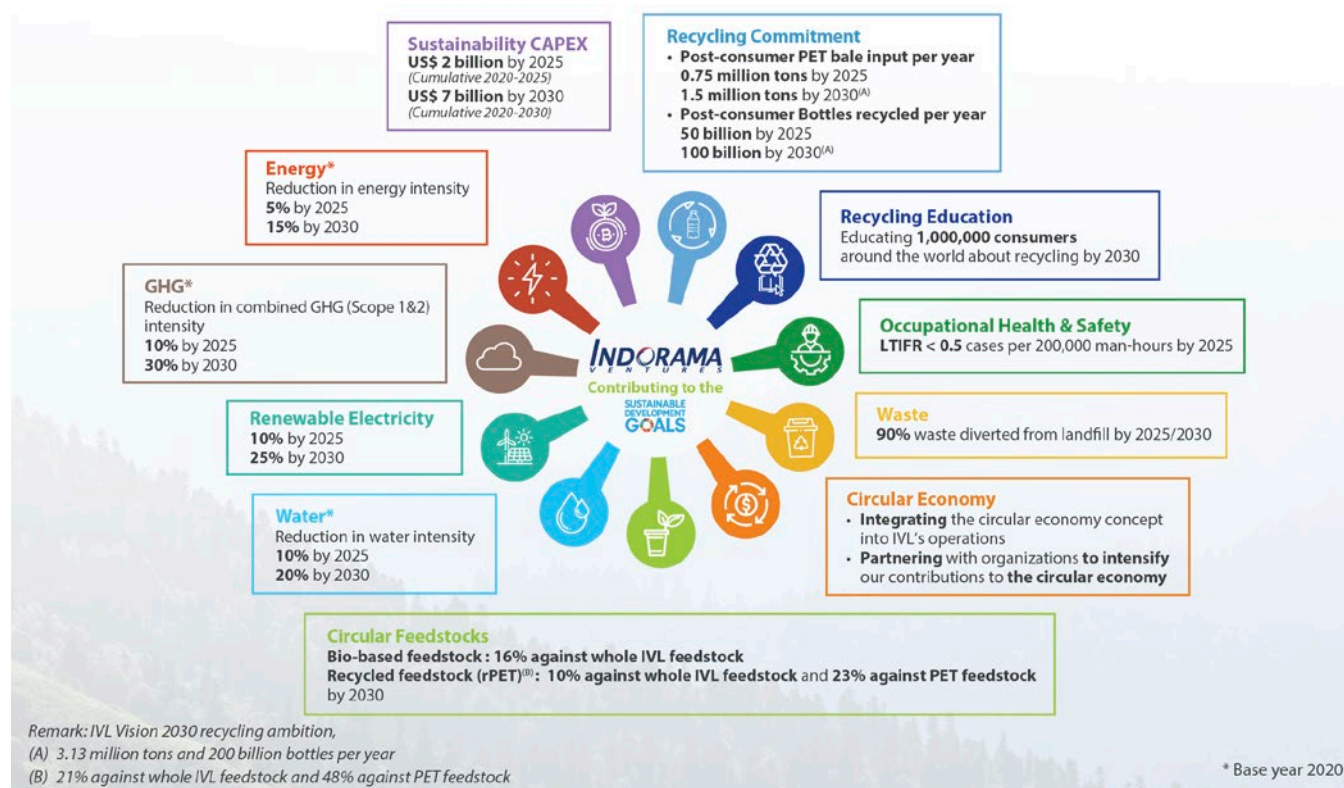 Sustainability CAPEX
US$ 2 billion by 2025
(Cumulative 2020-2025)
US$ 7 billion by 2030
(Cumulative 2020-2030)
Recycling Commitment
• Post-consumer PET bale input per year
0.75 million tons by 2025
1.5 million tons by 2030(A)
• Post-consumer Bottles recycled per year
50 billion by 2025
100 billion by 2030(A)
Energy*
Reduction in energy intensity
5% by 2025
15% by 2030
Recycling Education
Educating 1,000,000 consumers
around the world about recycling by 2030
GHG*
Reduction in combined GHG (Scope 1&2)
intensity
10% by 2025
30% by 2030
Occupational Health & Safety
LTIFR < 0.5 cases per 200,000 man-hours by 2025
INDORAMA
VENTURES
Contributing to the
SUSTAINABLE
DEVELOPMENT
GOALS
Renewable Electricity
10% by 2025
25% by 2030
Waste
90% waste diverted from landfill by 2025/2030
Water*
Reduction in water intensity
10% by 2025
20% by 2030
Circular Economy
• Integrating the circular economy concept
into IVL's operations
• Partnering with organizations to intensify
our contributions to the circular economy
Circular Feedstocks
Bio-based feedstock : 16% against whole IVL feedstock
Recycled feedstock (rPET)(B) : 10% against whole IVL feedstock and 23% against PET feedstock
by 2030
Remark: IVL Vision 2030 recycling ambition,
(A) 3.13 million tons and 200 billion bottles per year
(B) 21% against whole IVL feedstock and 48% against PET feedstock
* Base year 2020